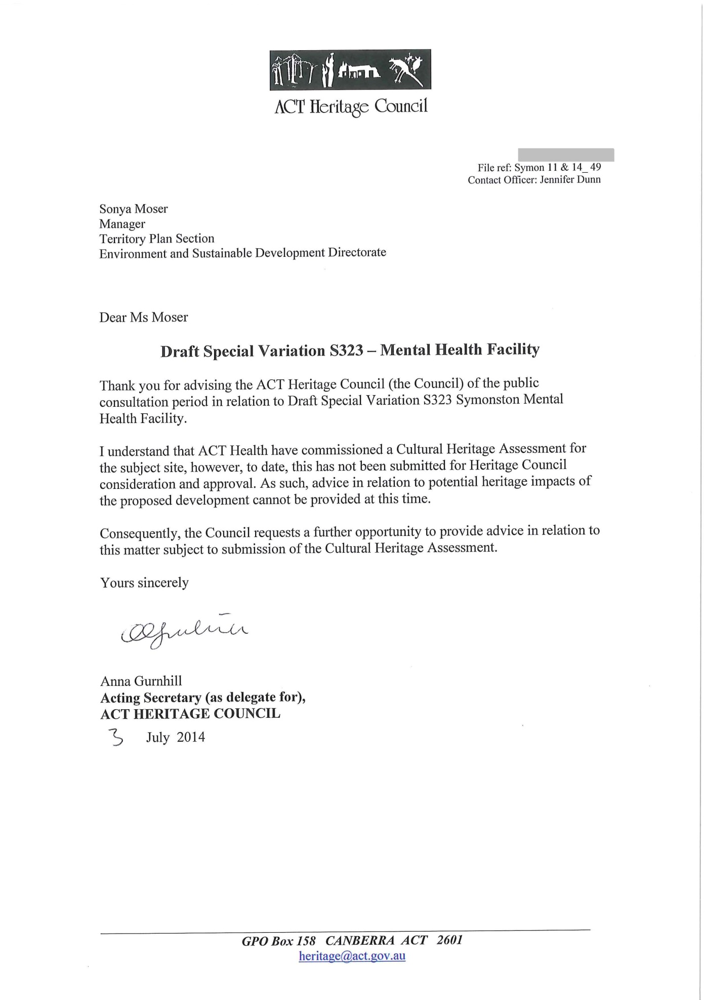 ACT Heritage Council
File ref: Symon 11 & 14_ 49
Contact Officer: Jennifer Dunn
Sonya Moser
Manager
Territory Plan Section
Environment and Sustainable Development Directorate
Dear Ms Moser
Draft Special Variation S323 – Mental Health Facility
Thank you for advising the ACT Heritage Council (the Council) of the public
consultation period in relation to Draft Special Variation S323 Symonston Mental
Health Facility.
I understand that ACT Health have commissioned a Cultural Heritage Assessment for
the subject site, however, to date, this has not been submitted for Heritage Council
consideration and approval. As such, advice in relation to potential heritage impacts of
the proposed development cannot be provided at this time.
Consequently, the Council requests a further opportunity to provide advice in relation to
this matter subject to submission of the Cultural Heritage Assessment.
Yours sincerely
Anna Gurnhill
Acting Secretary (as delegate for),
ACT HERITAGE COUNCIL
3 July 2014
GPO Box 158 CANBERRA ACT 2601
heritage@act.gov.au